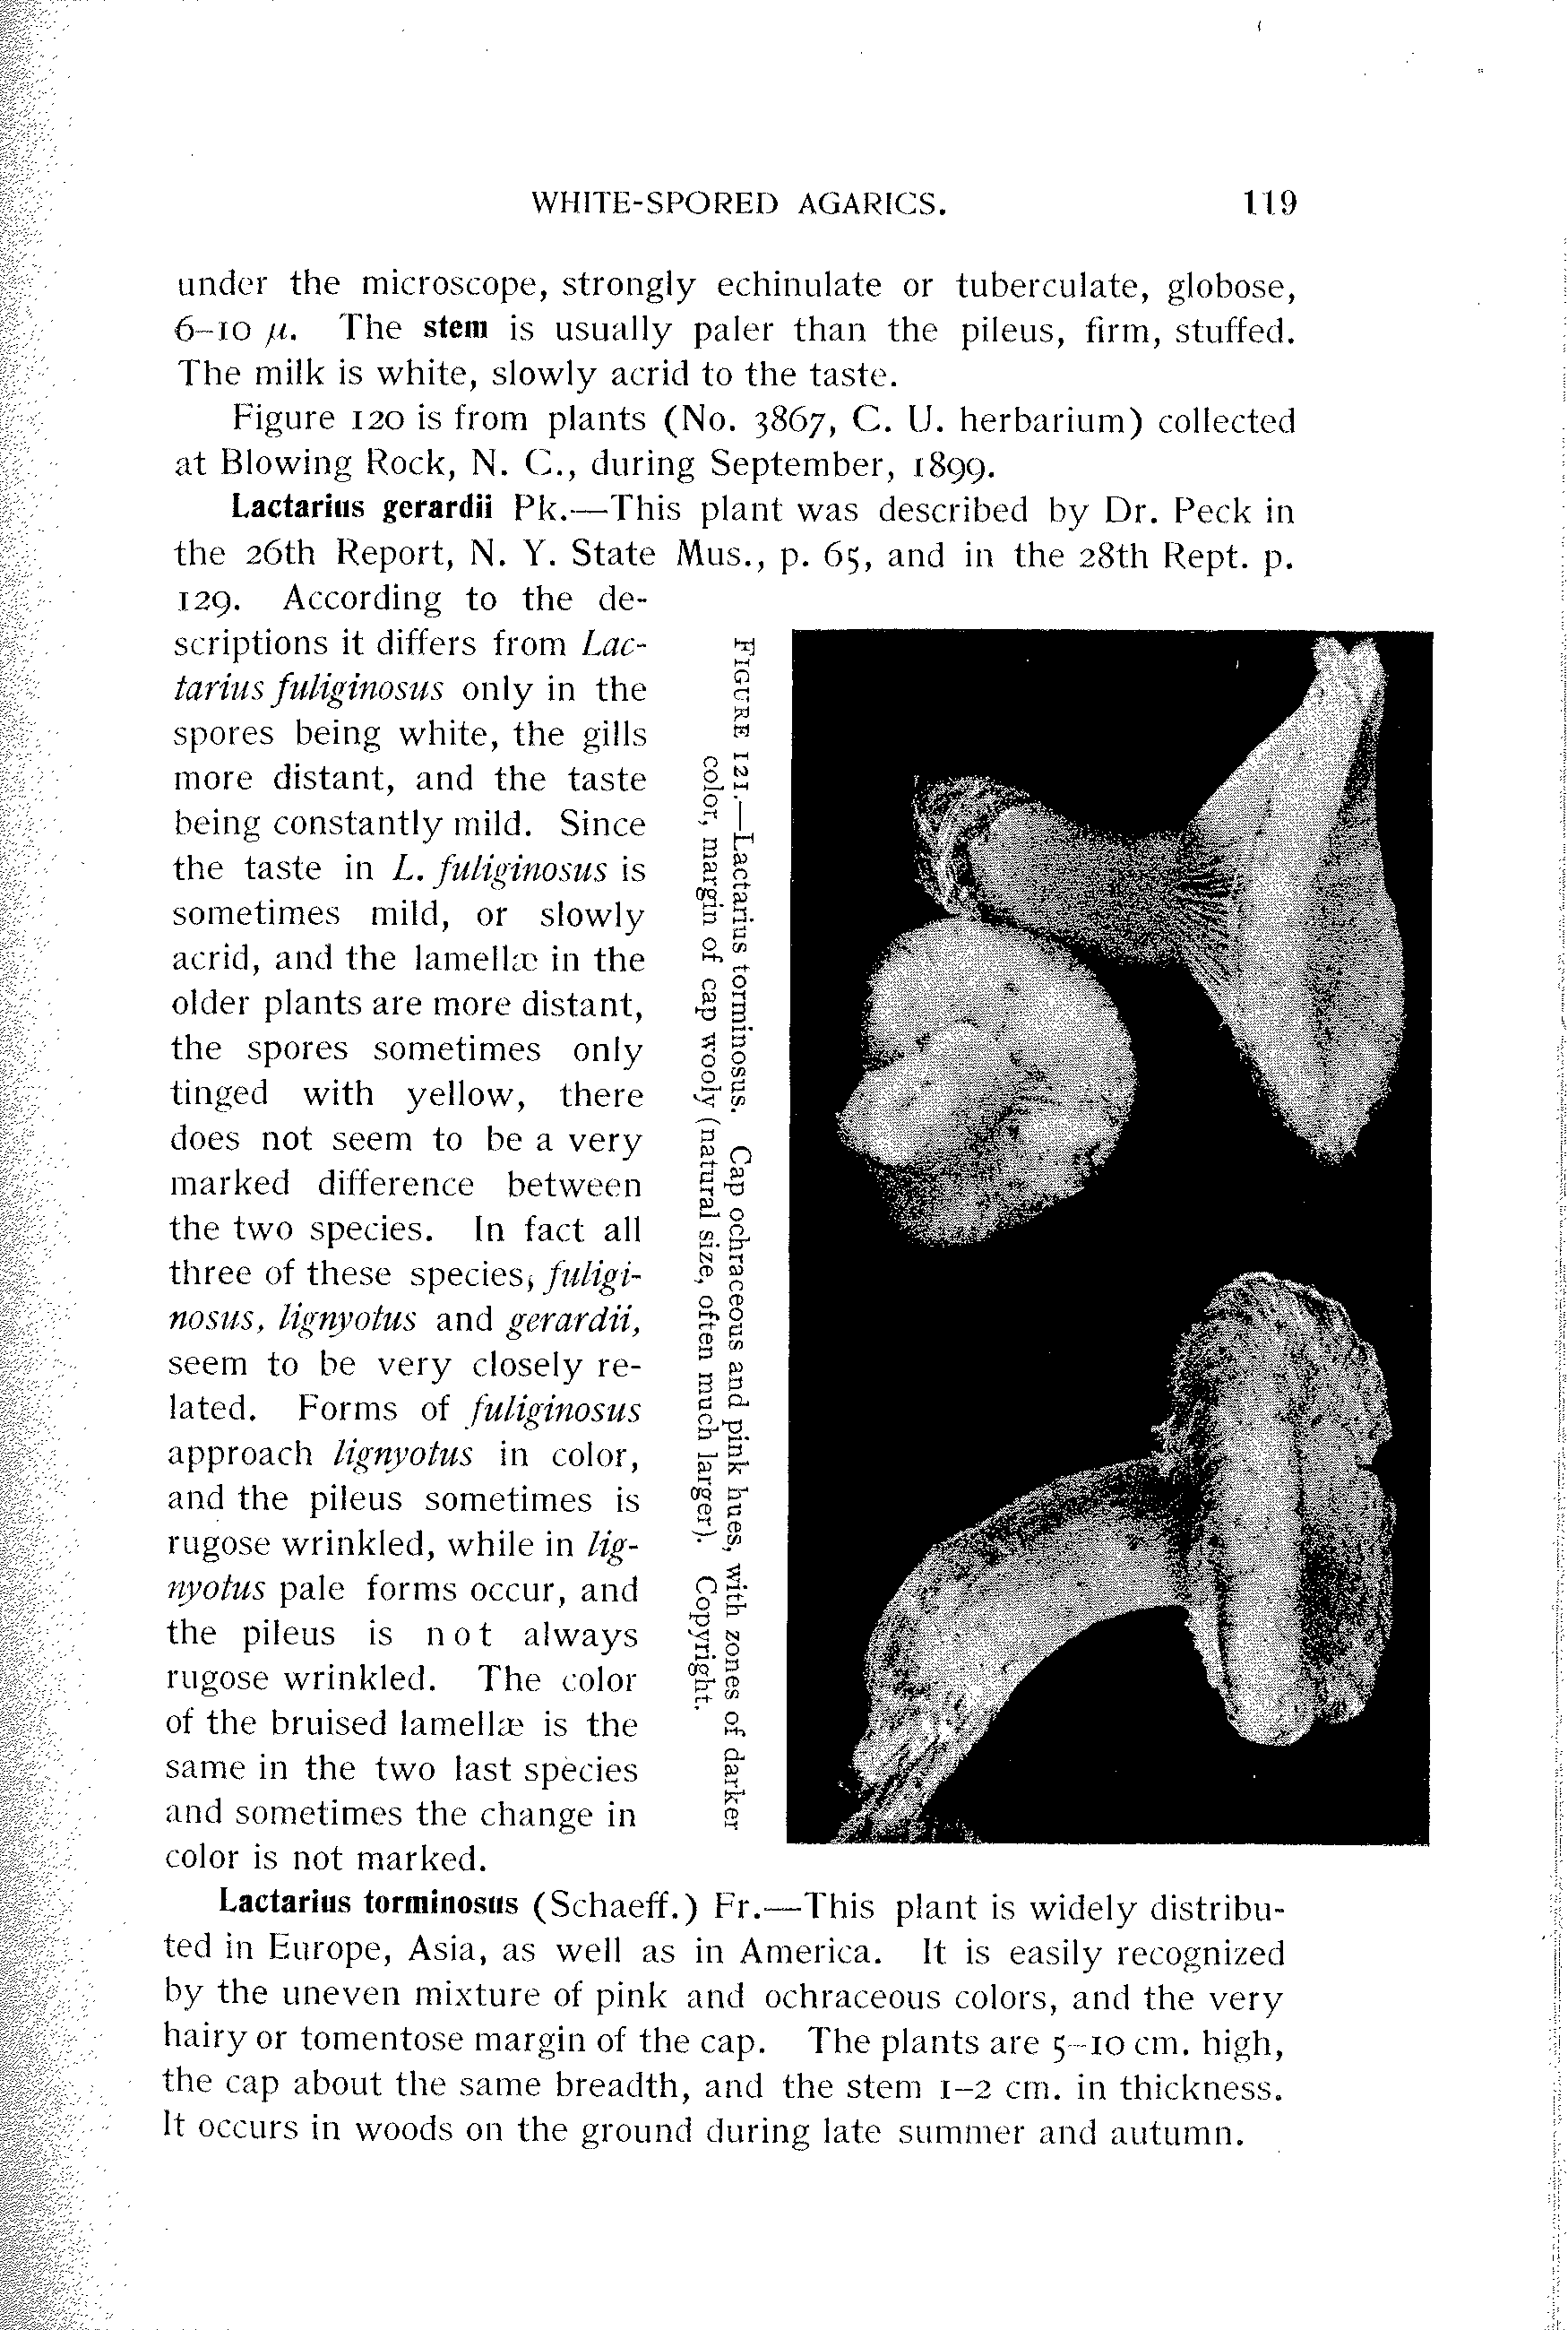 WHITE-SPORED AGARICS. 119
under the microscope, strongly echinulate or tuberculate, globose,
6–10 μ. The stem is usually paler than the pileus, firm, stuffed.
The milk is white, slowly acrid to the taste.
Figure 120 is from plants (No. 3867, C. U. herbarium) collected
at Blowing Rock, N. C., during September, 1899.
Lactarius gerardii Pk.—This plant was described by Dr. Peck in
the 26th Report, N. Y. State Mus., p. 65, and in the 28th Rept. p.
129. According to the de-
scriptions it differs from Lac-
tarius fuliginosus only in the
spores being white, the gills
more distant, and the taste
being constantly mild. Since
the taste in L. fuliginosus is
sometimes mild, or slowly
acrid, and the lamellæ in the
older plants are more distant,
the spores sometimes only
tinged with yellow, there
does not seem to be a very
marked difference between
the two species. In fact all
three of these species, fuligi-
nosus, lignyotus and gerardii,
seem to be very closely re-
lated. Forms of fuliginosus
approach lignyotus in color,
and the pileus sometimes is
rugose wrinkled, while in lig-
nyotus pale forms occur, and
the pileus is not always
rugose wrinkled. The color
of the bruised lamellæ is the
same in the two last species
and sometimes the change in
color is not marked.
FIGURE 121.—Lactarius torminosus. Cap ochraceous and pink hues, with zones of darker
color, margin of cap wooly (natural size, often much larger). Copyright.
Lactarius torminosus (Schaeff.) Fr.—This plant is widely distribu-
ted in Europe, Asia, as well as in America. It is easily recognized
by the uneven mixture of pink and ochraceous colors, and the very
hairy or tomentose margin of the cap. The plants are 5–10 cm. high,
the cap about the same breadth, and the stem 1–2 cm. in thickness.
It occurs in woods on the ground during late summer and autumn.